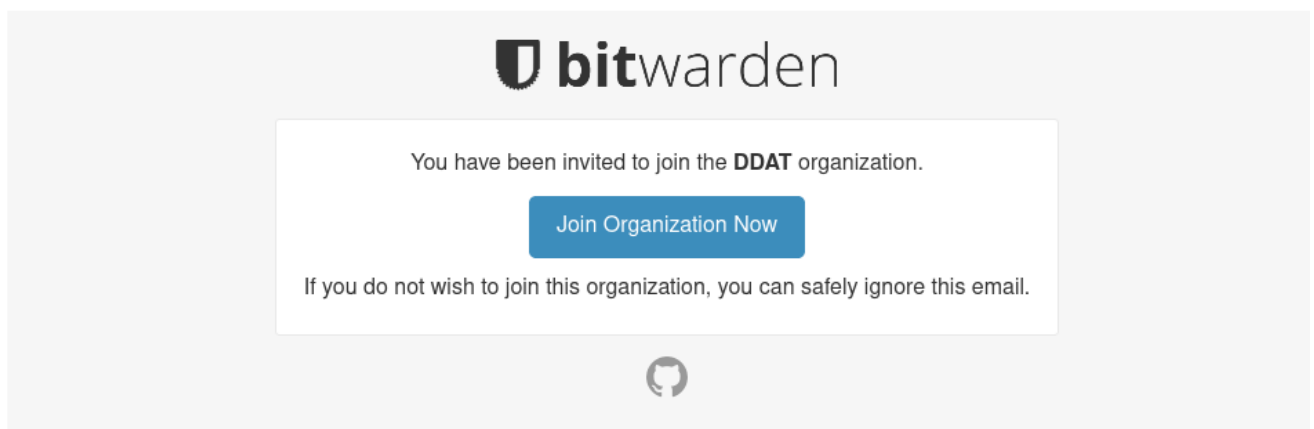 bitwarden
You have been invited to join the DDAT organization.
Join Organization Now
If you do not wish to join this organization, you can safely ignore this email.